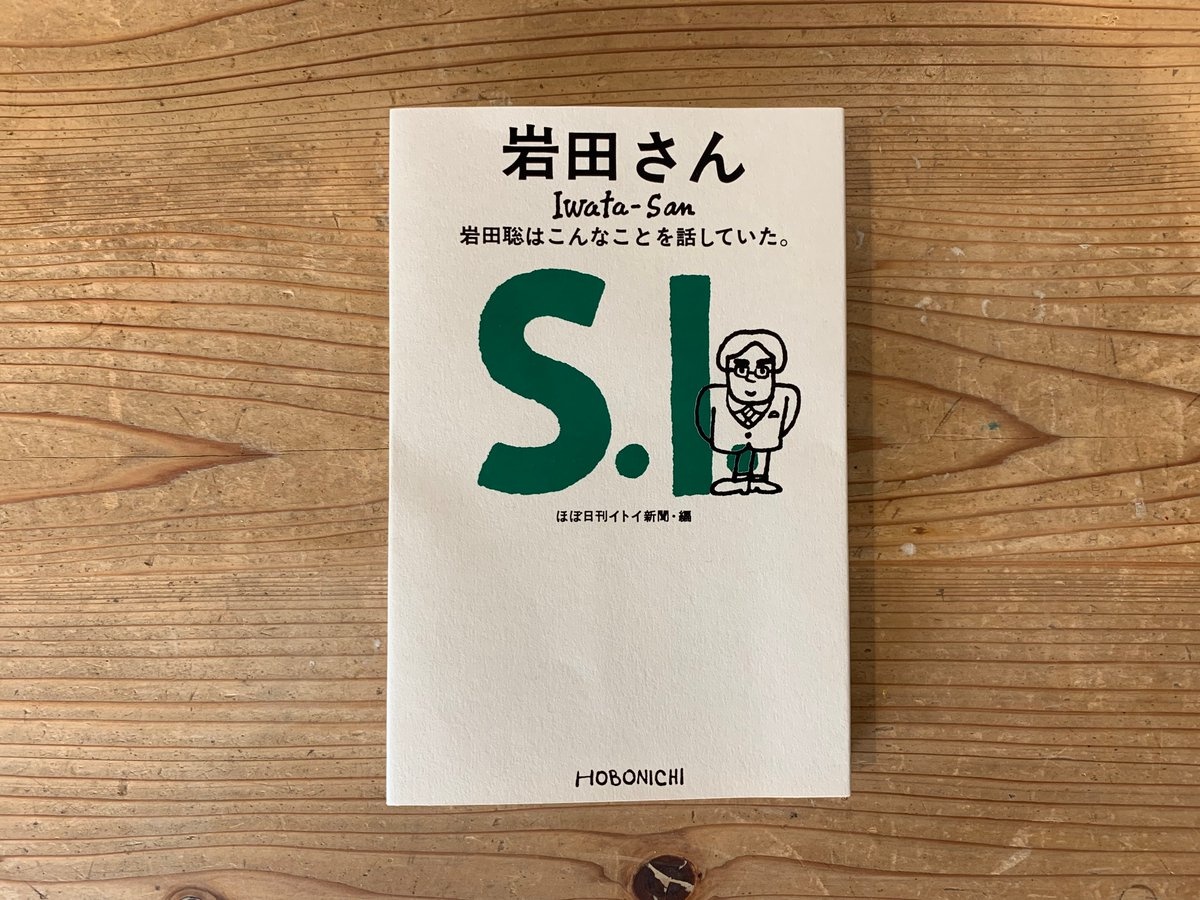 岩田さん
Iwata-San
岩田聡はこんなことを話していた。
S.I.
ほぼ日刊イトイ新聞・編
HOBONICHI